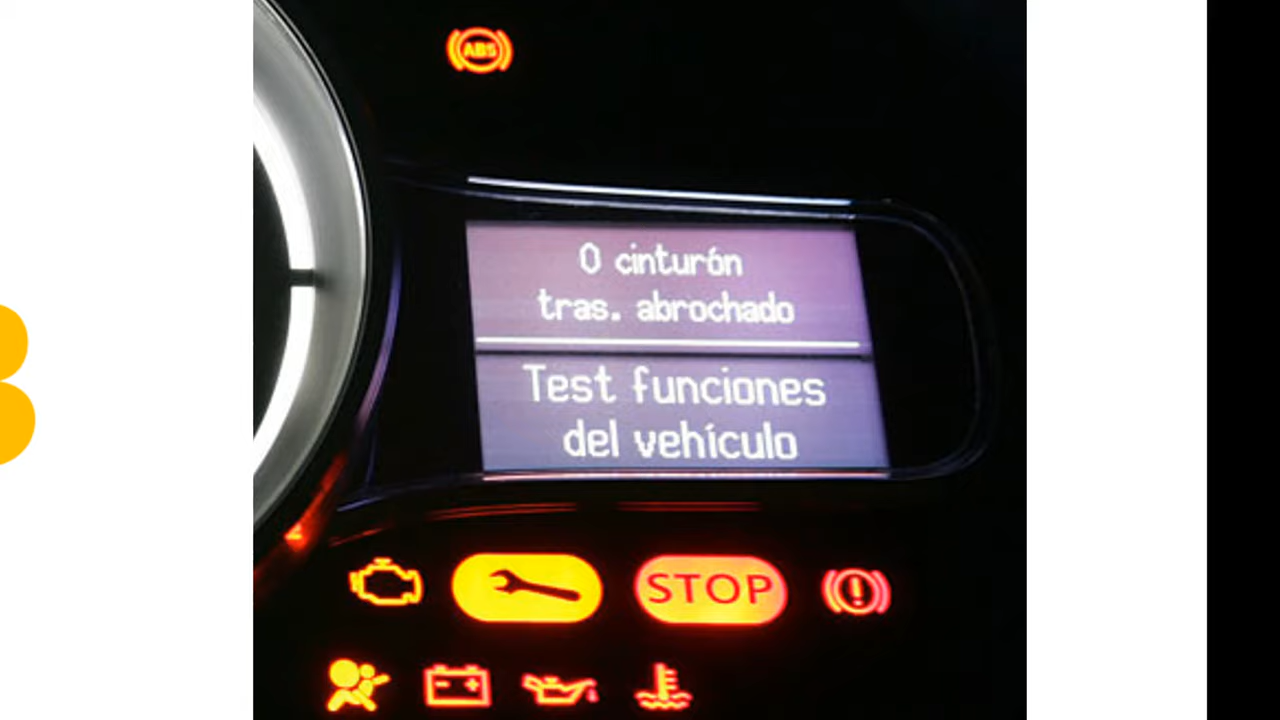 ABS
0 cinturón
tras. abrochado
Test funciones
del vehículo
STOP